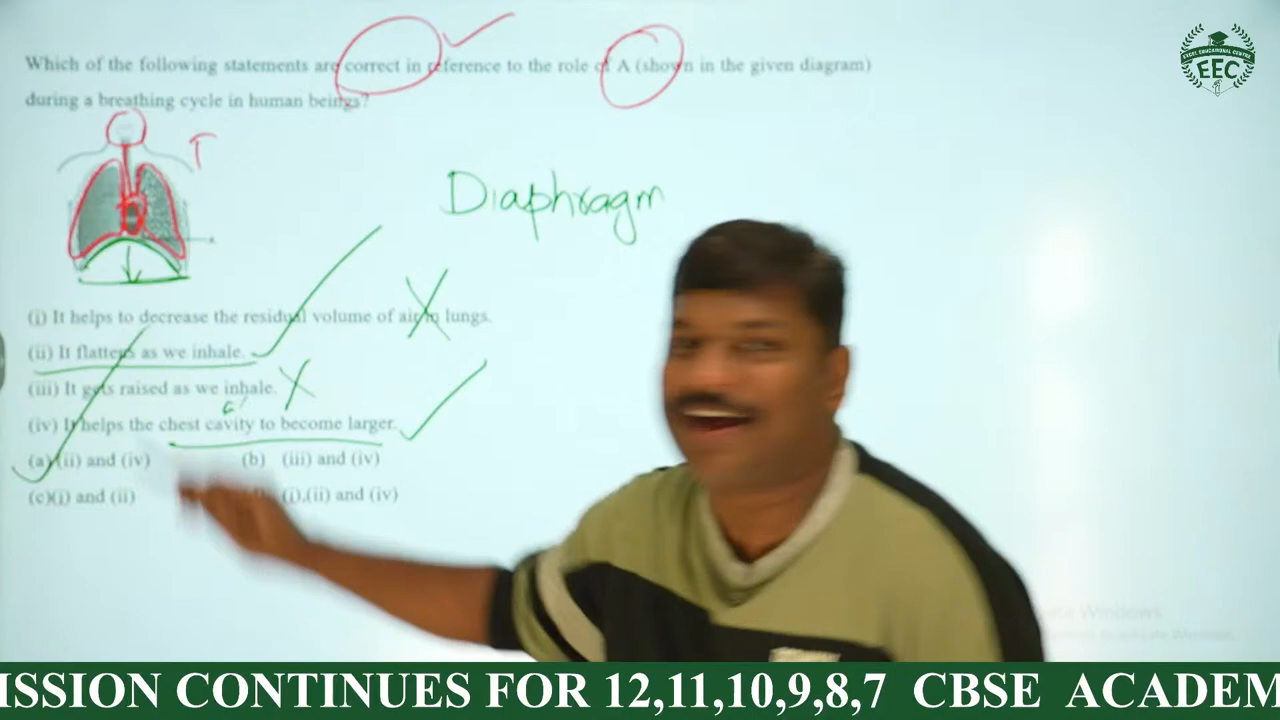 Which of the following statements are correct in reference to the role of A (shown in the given diagram)
during a breathing cycle in human beings?
EEC
T
Diaphragm
(i) It helps to decrease the residual volume of air in lungs.
(ii) It flattens as we inhale.
(iii) It gets raised as we inhale.
(iv) It helps the chest cavity to become larger.
(a) (ii) and (iv) (b) (iii) and (iv)
(c)(i) and (ii) (i),(ii) and (iv)
ISSION CONTINUES FOR 12,11,10,9,8,7 CBSE ACADEM